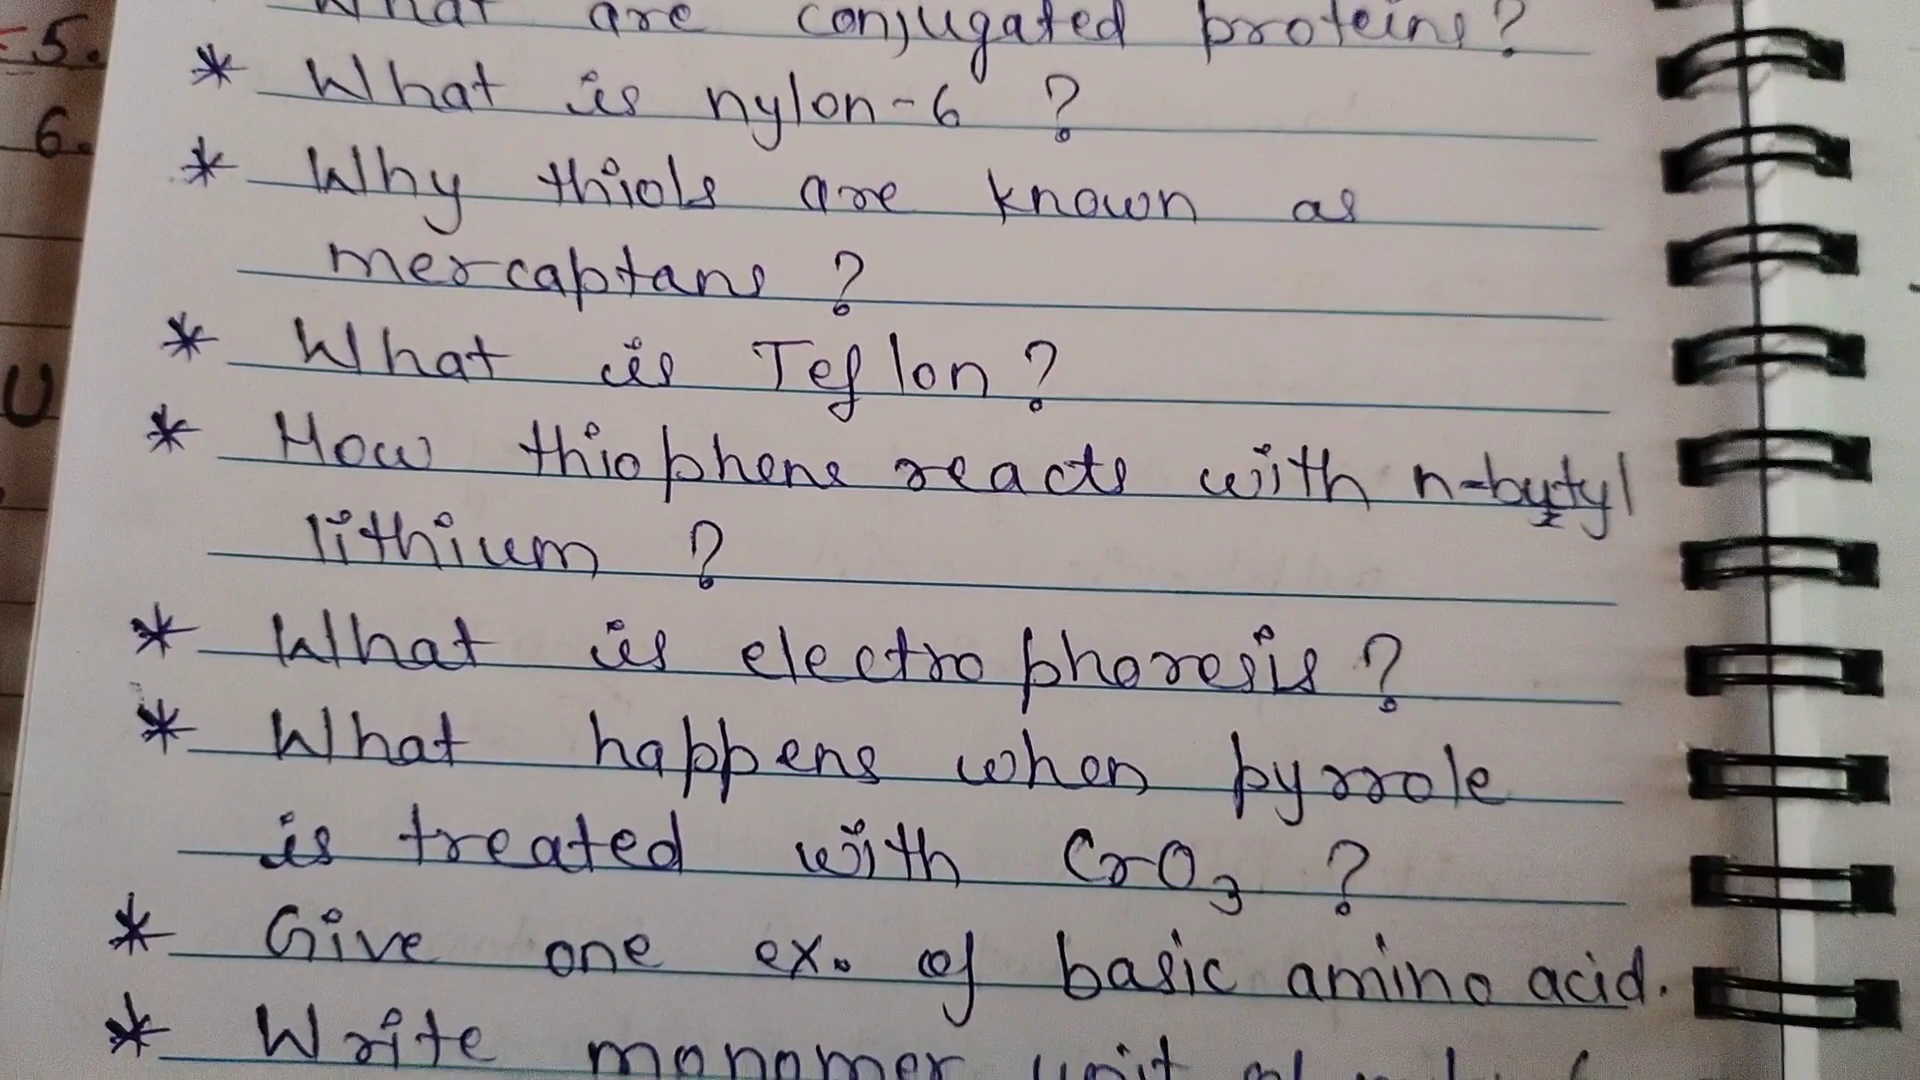 What are conjugated proteins?
5.
* What is nylon-6 ?
6.
* Why thiols are known as
mercaptans ?
* What is Teflon?
U
* How thiophene reacts with n-butyl
lithium ?
* What is electrophoresis?
* What happens when pyrrole
is treated with CrO3 ?
* Give one ex. of basic amino acid.
* Write monomer unit of